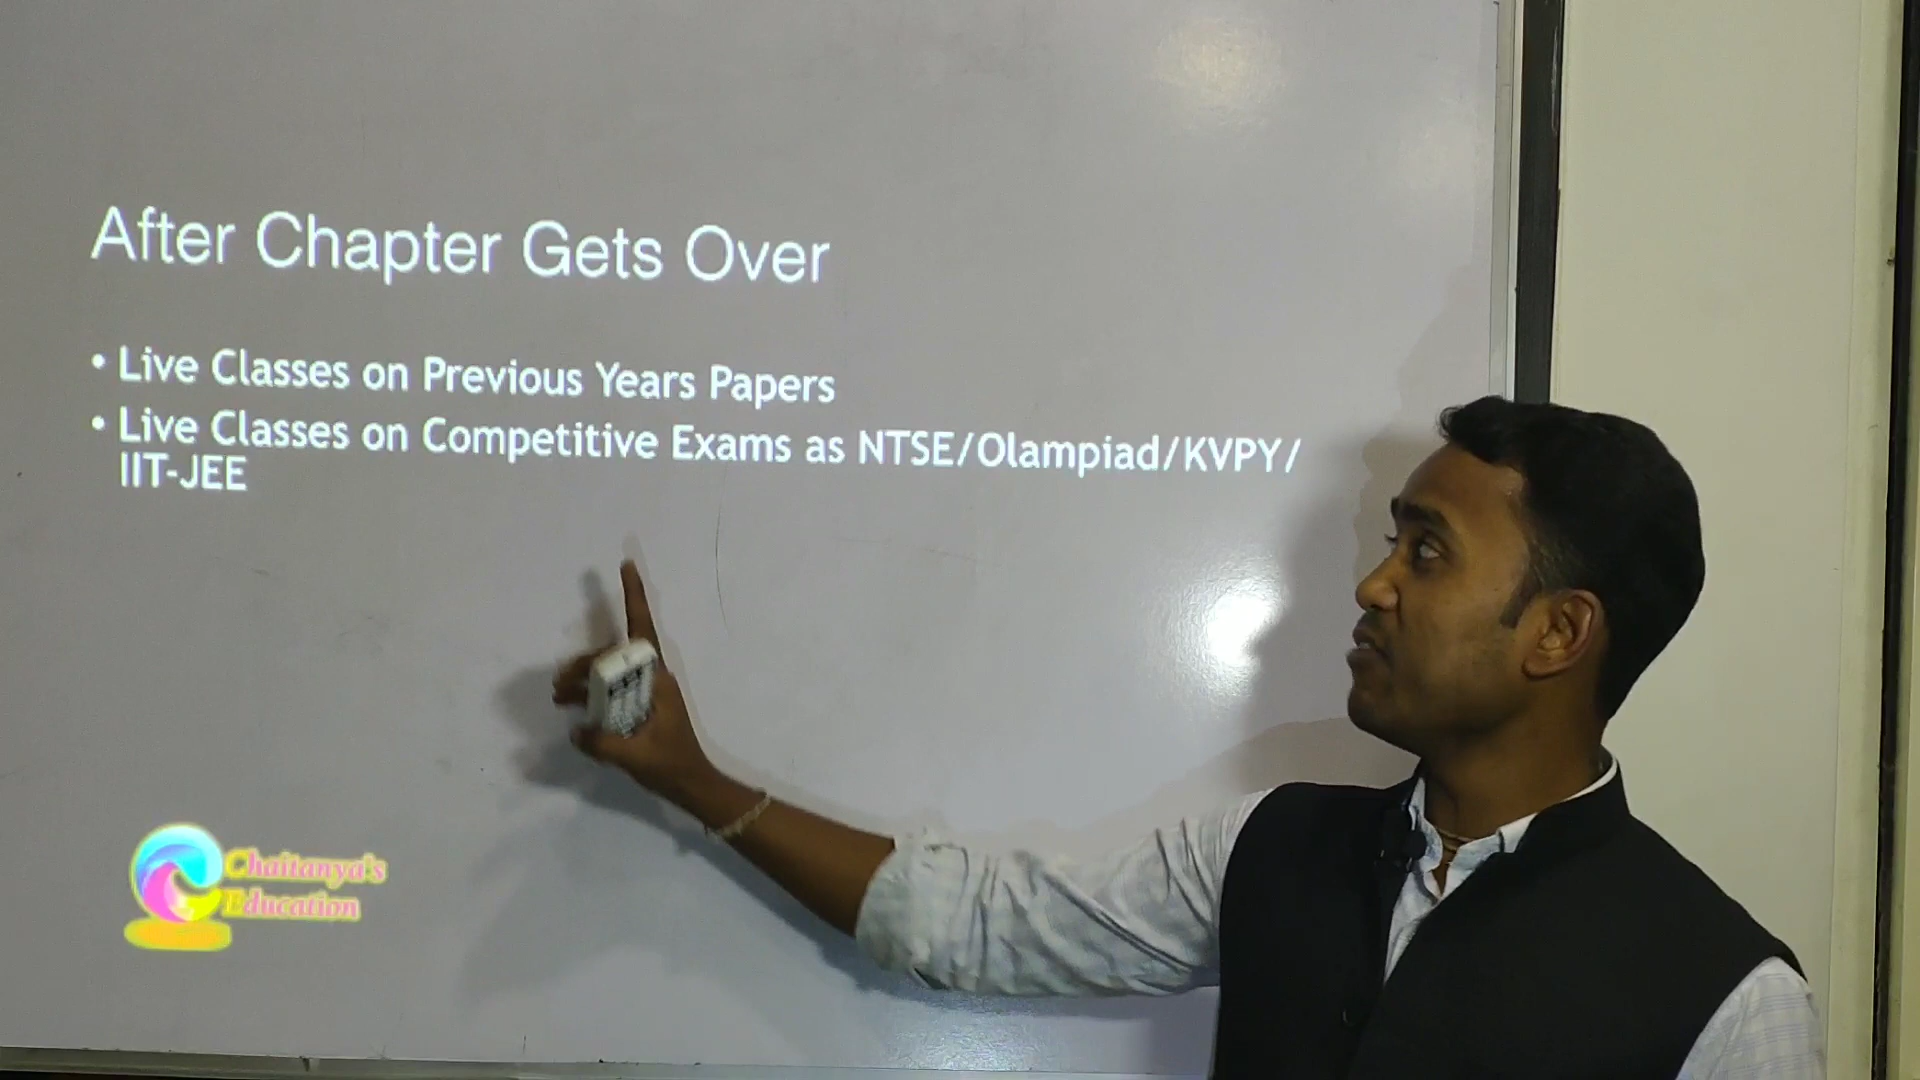 After Chapter Gets Over
• Live Classes on Previous Years Papers
• Live Classes on Competitive Exams as NTSE/Olampiad/KVPY/
IIT-JEE
Chaitanya's
Education